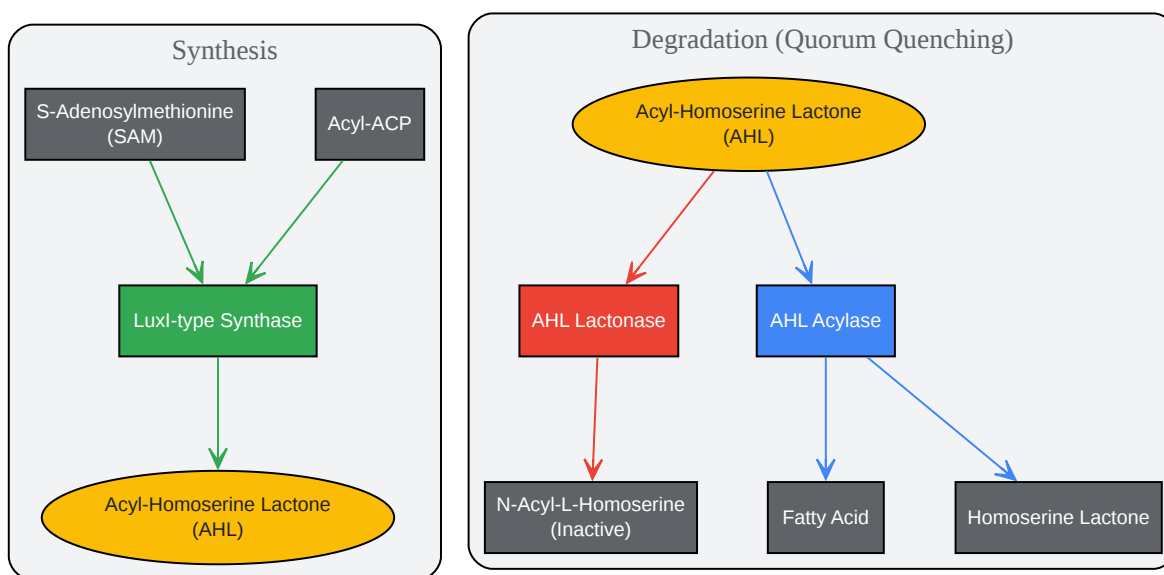 Synthesis
S-Adenosylmethionine
(SAM)
Acyl-ACP
LuxI-type Synthase
Acyl-Homoserine Lactone
(AHL)
Degradation (Quorum Quenching)
Acyl-Homoserine Lactone
(AHL)
AHL Lactonase
AHL Acylase
N-Acyl-L-Homoserine
(Inactive)
Fatty Acid
Homoserine Lactone